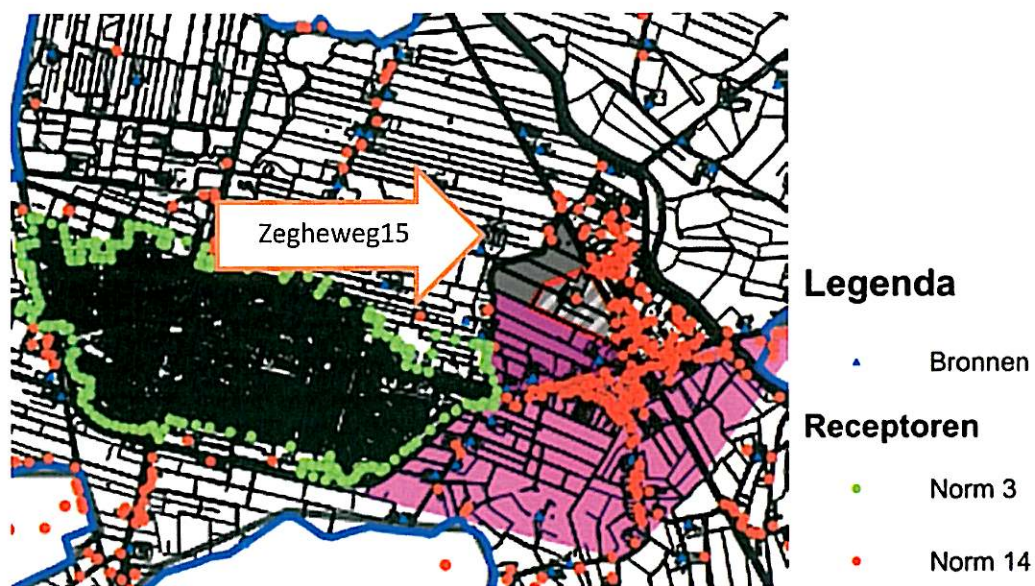 Zegheweg15
Legenda
Bronnen
Receptoren
Norm 3
Norm 14